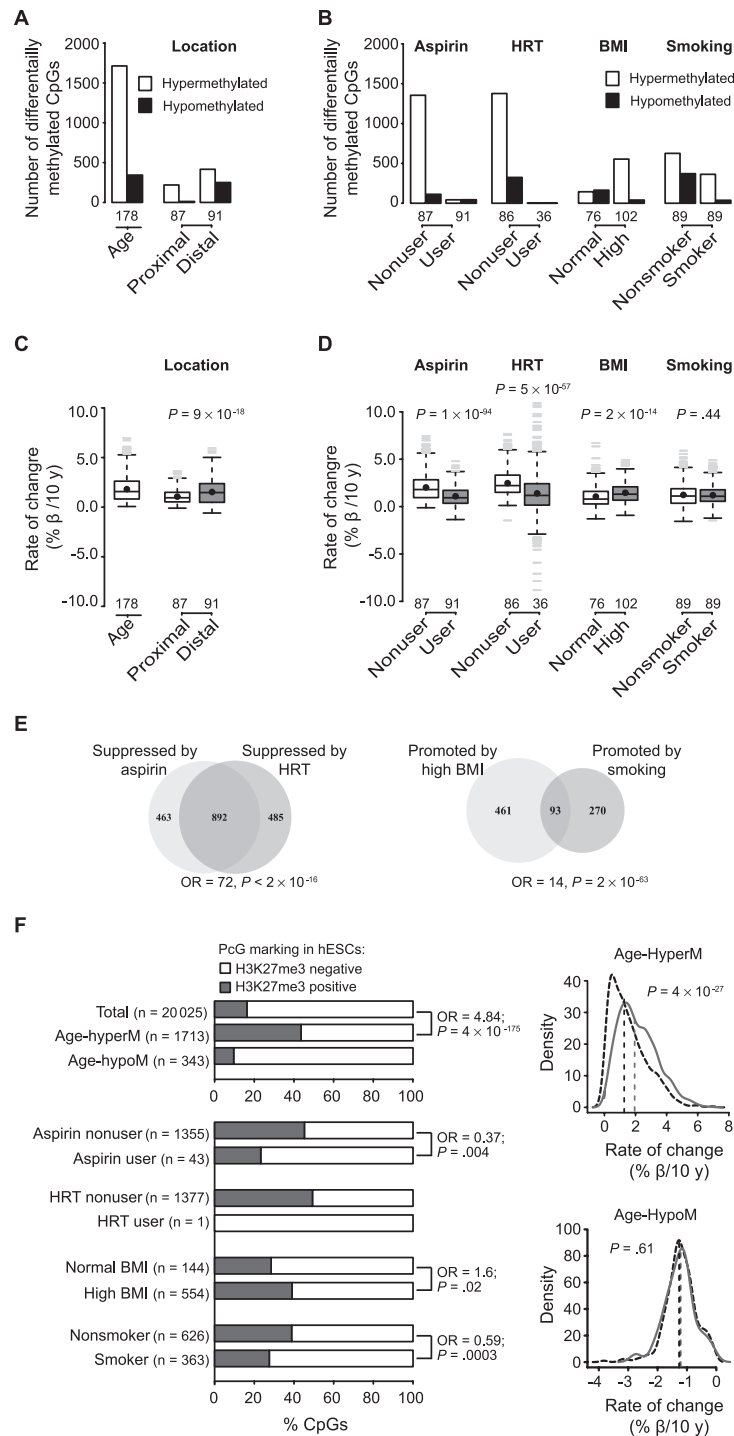 A
Location
Number of differentailly
methylated CpGs
2000
1500
1000
500
0
Hypermethylated
Hypomethylated
178 87 91
Age
Proximal
Distal
B
Aspirin HRT BMI Smoking
Number of differentially
methylated CpGs
2000
1500
1000
500
0
Hypermethylated
Hypomethylated
87 91 86 36 76 102 89 89
Nonuser
User
Nonuser
User
Normal
High
Nonsmoker
Smoker
C
Location
P = 9 × 10-18
Rate of changre
(% β /10 y)
10.0
5.0
0.0
-5.0
-10.0
178 87 91
Age
Proximal
Distal
D
Aspirin HRT BMI Smoking
P = 5 × 10-57
P = 1 × 10-94 P = 2 × 10-14 P = .44
Rate of change
(% β /10 y)
10.0
5.0
0.0
-5.0
-10.0
87 91 86 36 76 102 89 89
Nonuser
User
Nonuser
User
Normal
High
Nonsmoker
Smoker
E
Suppressed by
aspirin
Suppressed by
HRT
463 892 485
OR = 72, P < 2 × 10-16
Promoted by
high BMI
Promoted by
smoking
461 93 270
OR = 14, P = 2 × 10-63
F
PcG marking in hESCs:
H3K27me3 negative
H3K27me3 positive
Total (n = 20 025)
Age-hyperM (n = 1713)
Age-hypoM (n = 343)
OR = 4.84;
P = 4 × 10-175
0 20 40 60 80 100
Aspirin nonuser (n = 1355)
Aspirin user (n = 43)
OR = 0.37;
P = .004
HRT nonuser (n = 1377)
HRT user (n = 1)
Normal BMI (n = 144)
High BMI (n = 554)
OR = 1.6;
P = .02
Nonsmoker (n = 626)
Smoker (n = 363)
OR = 0.59;
P = .0003
0 20 40 60 80 100
% CpGs
Age-HyperM
P = 4 × 10-27
Density
40
30
20
10
0
0 2 4 6 8
Rate of change
(% β/10 y)
Age-HypoM
P = .61
Density
100
80
60
40
20
0
-4 -3 -2 -1 0
Rate of change
(% β/10 y)